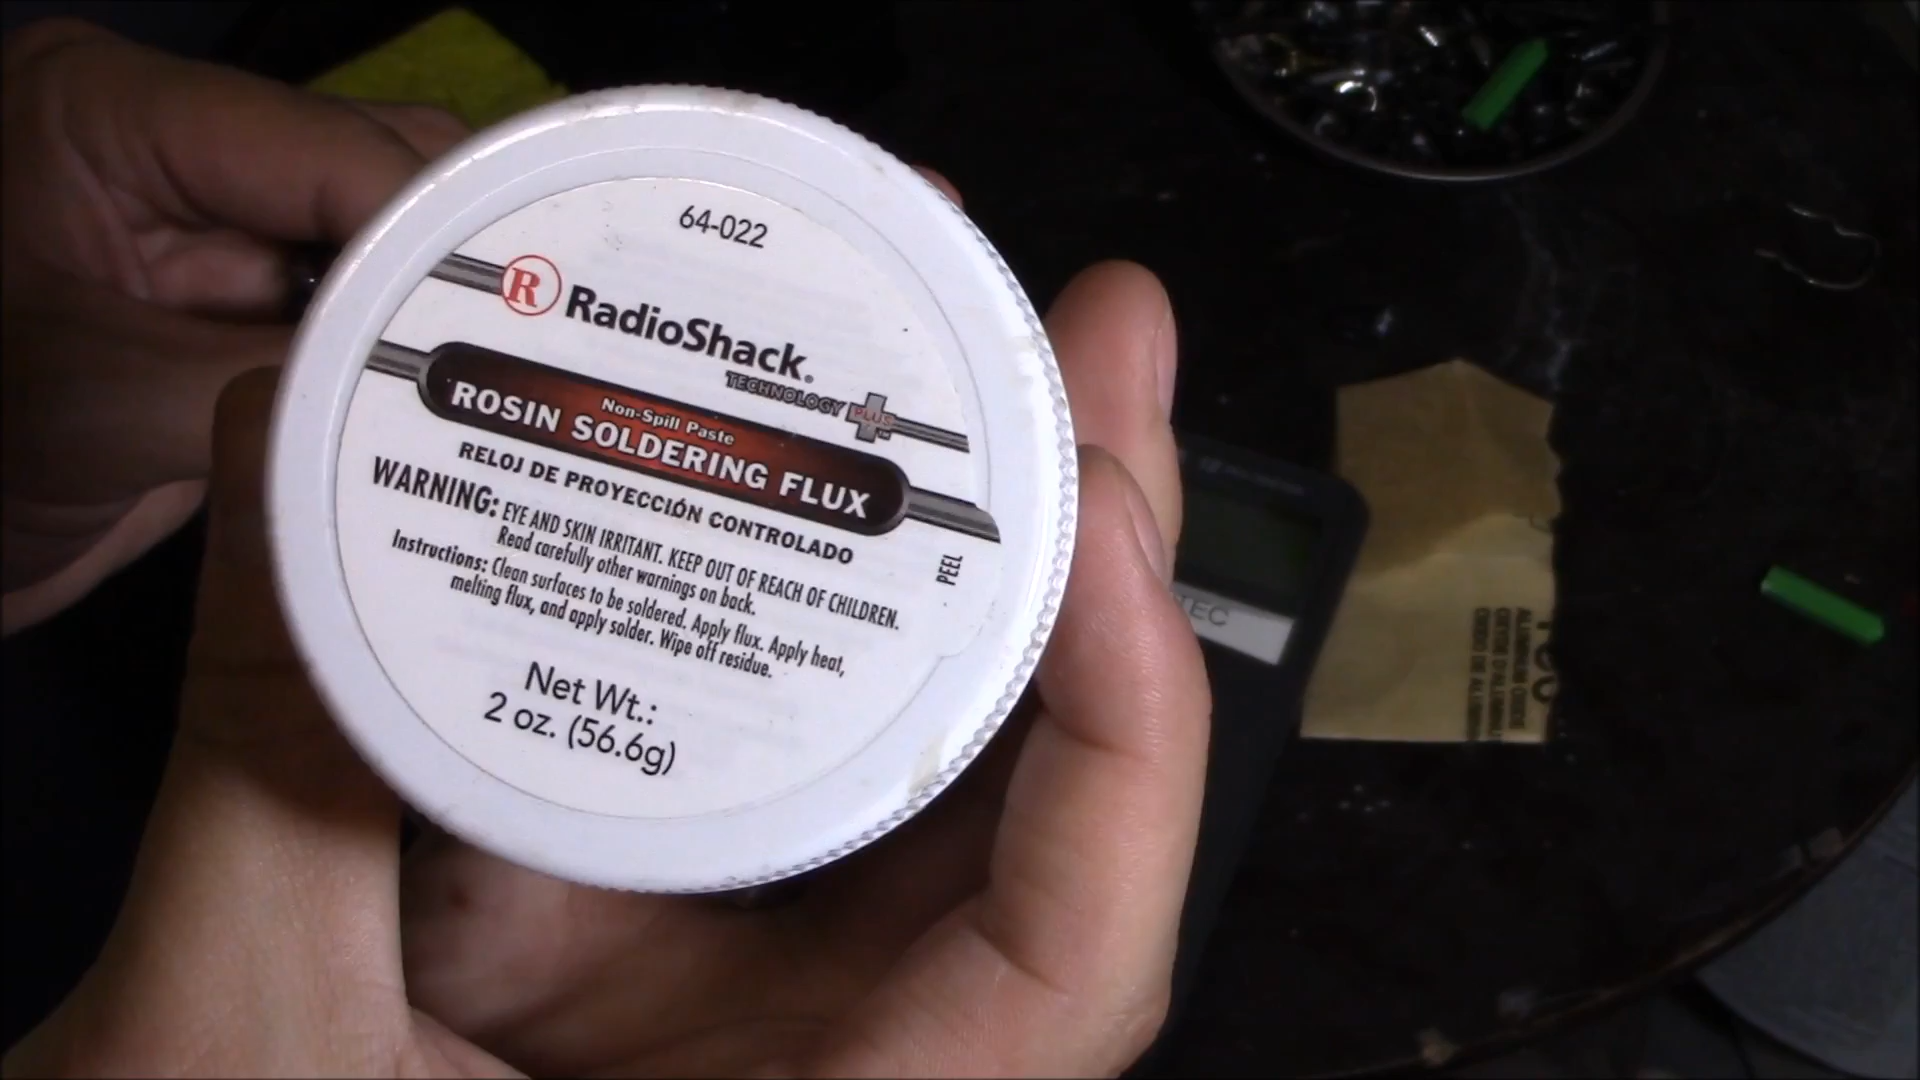 64-022
R RadioShack®
TECHNOLOGY PLUS
Non-Spill Paste
ROSIN SOLDERING FLUX
RELOJ DE PROYECCIÓN CONTROLADO
WARNING: EYE AND SKIN IRRITANT. KEEP OUT OF REACH OF CHILDREN.
Read carefully other warnings on back.
Instructions: Clean surfaces to be soldered. Apply flux. Apply heat,
melting flux, and apply solder. Wipe off residue.
PEEL
Net Wt.:
2 oz. (56.6g)
TEC